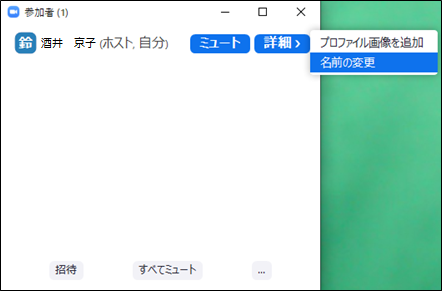 参加者 (1)
鈴 酒井 京子 (ホスト, 自分) ミュート 詳細 >
プロファイル画像を追加
名前の変更
招待 すべてミュート ...